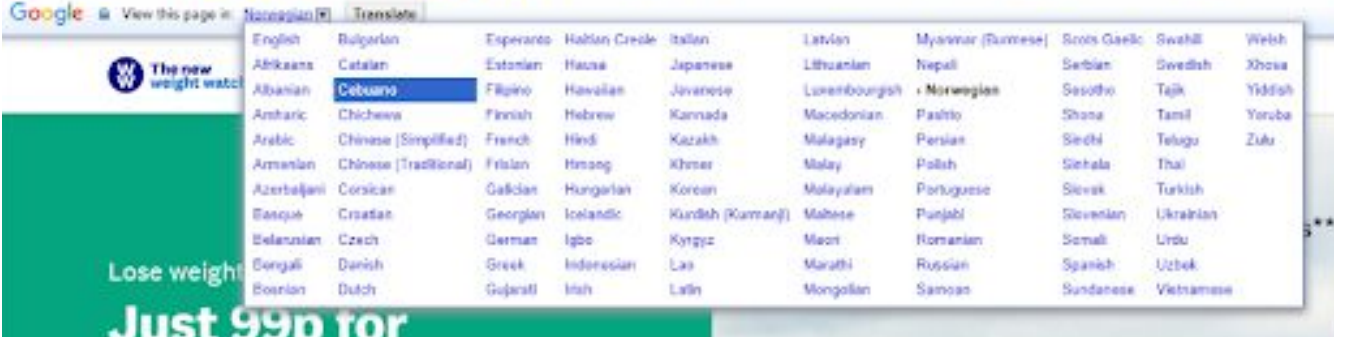 Google View this page in: Norwegian Translate
English Bulgarian Esperanto Haitian Creole Italian Latvian Myanmar (Burmese) Scots Gaelic Swahili Welsh
Afrikaans Catalan Estonian Hausa Japanese Lithuanian Nepali Serbian Swedish Xhosa
Albanian Cebuano Filipino Hawaiian Javanese Luxembourgish › Norwegian Sesotho Tajik Yiddish
Amharic Chichewa Finnish Hebrew Kannada Macedonian Pashto Shona Tamil Yoruba
Arabic Chinese (Simplified) French Hindi Kazakh Malagasy Persian Sindhi Telugu Zulu
Armenian Chinese (Traditional) Frisian Hmong Khmer Malay Polish Sinhala Thai
Azerbaijani Corsican Galician Hungarian Korean Malayalam Portuguese Slovak Turkish
Basque Croatian Georgian Icelandic Kurdish (Kurmanji) Maltese Punjabi Slovenian Ukrainian
Belarusian Czech German Igbo Kyrgyz Maori Romanian Somali Urdu
Bengali Danish Greek Indonesian Lao Marathi Russian Spanish Uzbek
Bosnian Dutch Gujarati Irish Latin Mongolian Samoan Sundanese Vietnamese
W W The new
weight watc
s**
Lose weight
Just 99p for